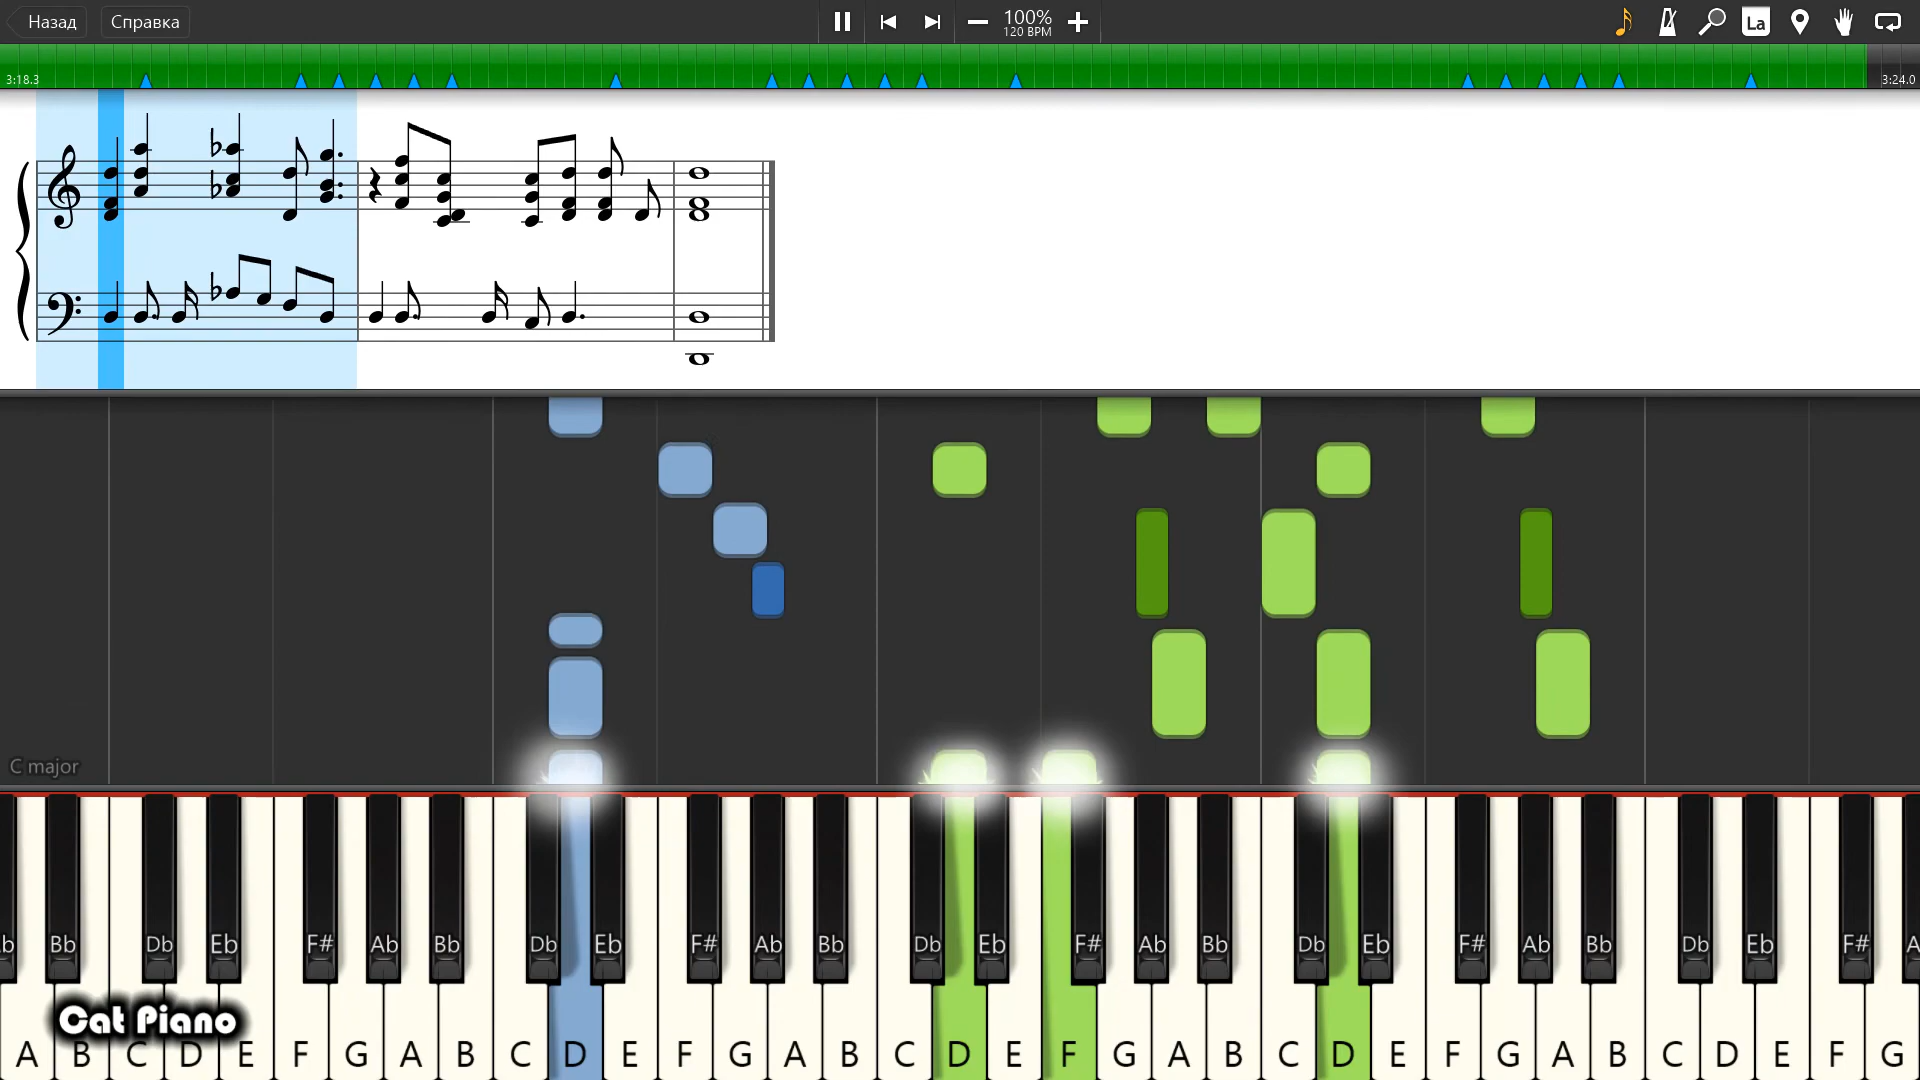 Назад
Справка
100%
120 BPM
La
3:18.3
3:24.0
C major
b Bb Db Eb F# Ab Bb Db Eb F# Ab Bb Db Eb F# Ab Bb Db Eb F# Ab Bb Db Eb F# A
Cat Piano
A B C D E F G A B C D E F G A B C D E F G A B C D E F G A B C D E F G